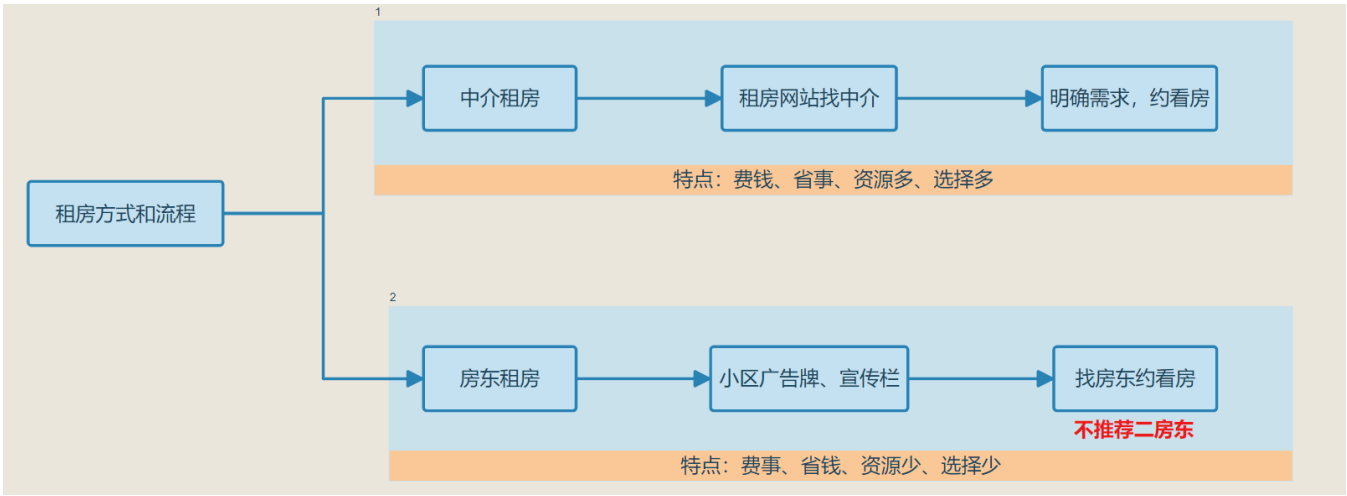 租房方式和流程
1
中介租房
租房网站找中介
明确需求，约看房
特点：费钱、省事、资源多、选择多
2
房东租房
小区广告牌、宣传栏
找房东约看房
不推荐二房东
特点：费事、省钱、资源少、选择少